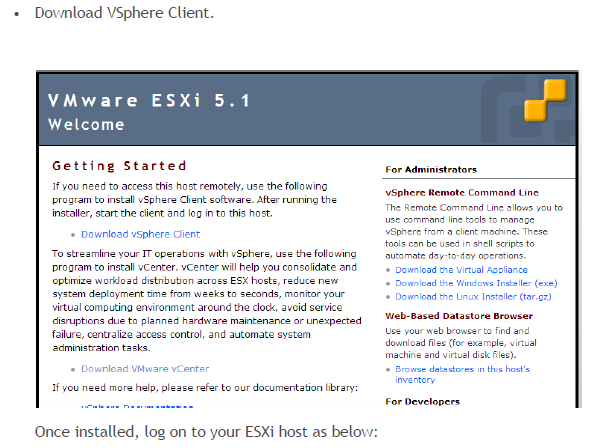 • Download VSphere Client.
VMware ESXi 5.1
Welcome
Getting Started
If you need to access this host remotely, use the following
program to install vSphere Client software. After running the
installer, start the client and log in to this host.
• Download vSphere Client
To streamline your IT operations with vSphere, use the following
program to install vCenter. vCenter will help you consolidate and
optimize workload distribution across ESX hosts, reduce new
system deployment time from weeks to seconds, monitor your
virtual computing environment around the clock, avoid service
disruptions due to planned hardware maintenance or unexpected
failure, centralize access control, and automate system
administration tasks.
• Download VMware vCenter
If you need more help, please refer to our documentation library:
vSphere Documentation
For Administrators
vSphere Remote Command Line
The Remote Command Line allows you to
use command line tools to manage
vSphere from a client machine. These
tools can be used in shell scripts to
automate day-to-day operations.
• Download the Virtual Appliance
• Download the Windows Installer (exe)
• Download the Linux Installer (tar.gz)
Web-Based Datastore Browser
Use your web browser to find and
download files (for example, virtual
machine and virtual disk files).
• Browse datastores in this host's
inventory
For Developers
Once installed, log on to your ESXi host as below: